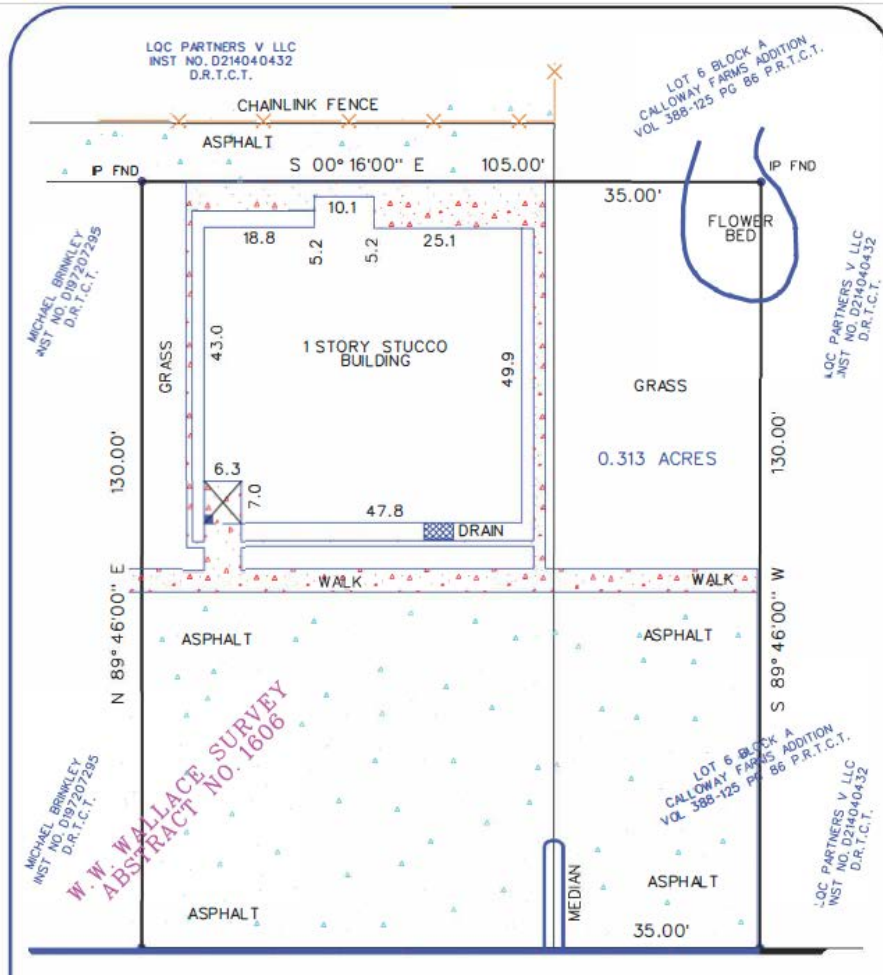 LQC PARTNERS V LLC
INST NO. D214040432
D.R.T.C.T.
LOT 6 BLOCK A
CALLOWAY FARMS ADDITION
VOL 388-125 PG 86 P.R.T.C.T.
CHAINLINK FENCE
ASPHALT
IP FND
S 00° 16'00" E 105.00'
IP FND
35.00'
10.1
FLOWER
BED
18.8
5.2
5.2
25.1
MICHAEL BRINKLEY
INST NO. D197207295
D.R.T.C.T.
LQC PARTNERS V LLC
INST NO. D214040432
D.R.T.C.T.
GRASS
43.0
1 STORY STUCCO
BUILDING
49.9
GRASS
130.00'
0.313 ACRES
130.00'
6.3
7.0
47.8
DRAIN
N 89° 46'00" E
WALK
WALK
S 89° 46'00" W
ASPHALT
ASPHALT
W.W. WALLACE SURVEY
ABSTRACT NO. 1606
LOT 6 BLOCK A
CALLOWAY FARMS ADDITION
VOL 388-125 PG 86 P.R.T.C.T.
MICHAEL BRINKLEY
INST NO. D197207295
D.R.T.C.T.
LQC PARTNERS V LLC
INST NO. D214040432
D.R.T.C.T.
MEDIAN
ASPHALT
ASPHALT
35.00'